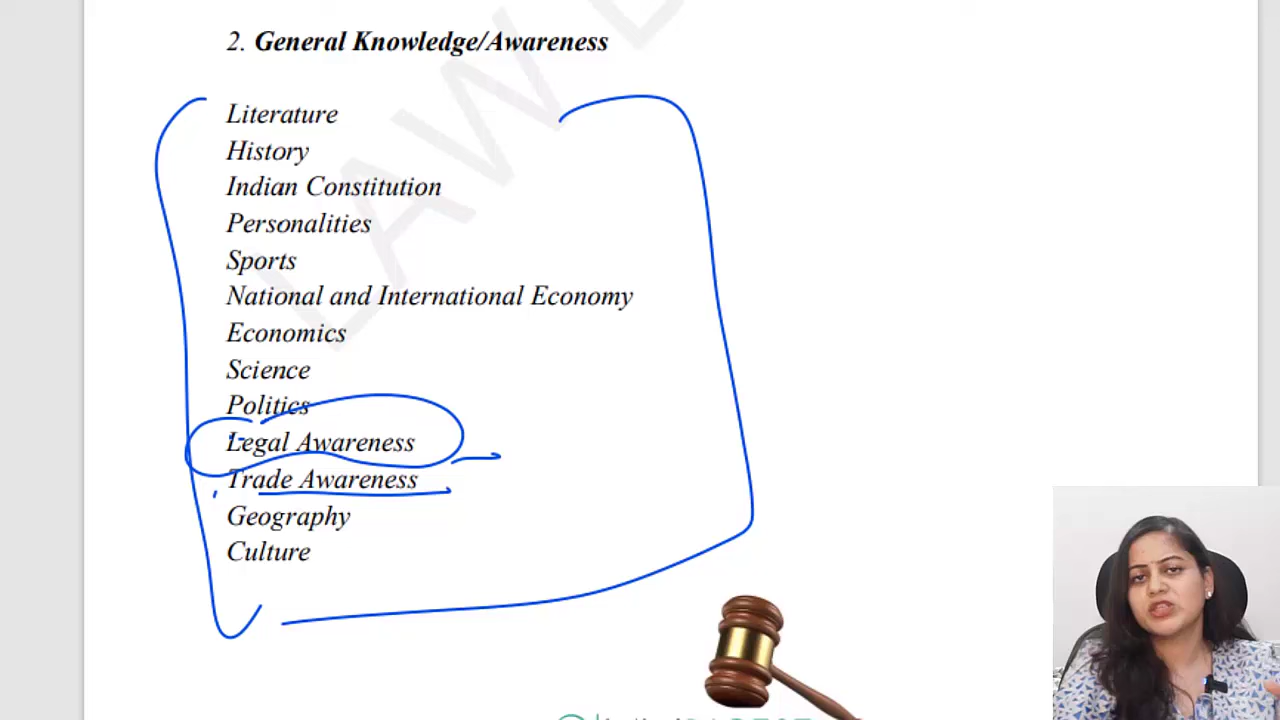 2. General Knowledge/Awareness
Literature
History
Indian Constitution
Personalities
Sports
National and International Economy
Economics
Science
Politics
Legal Awareness
Trade Awareness
Geography
Culture
LAW